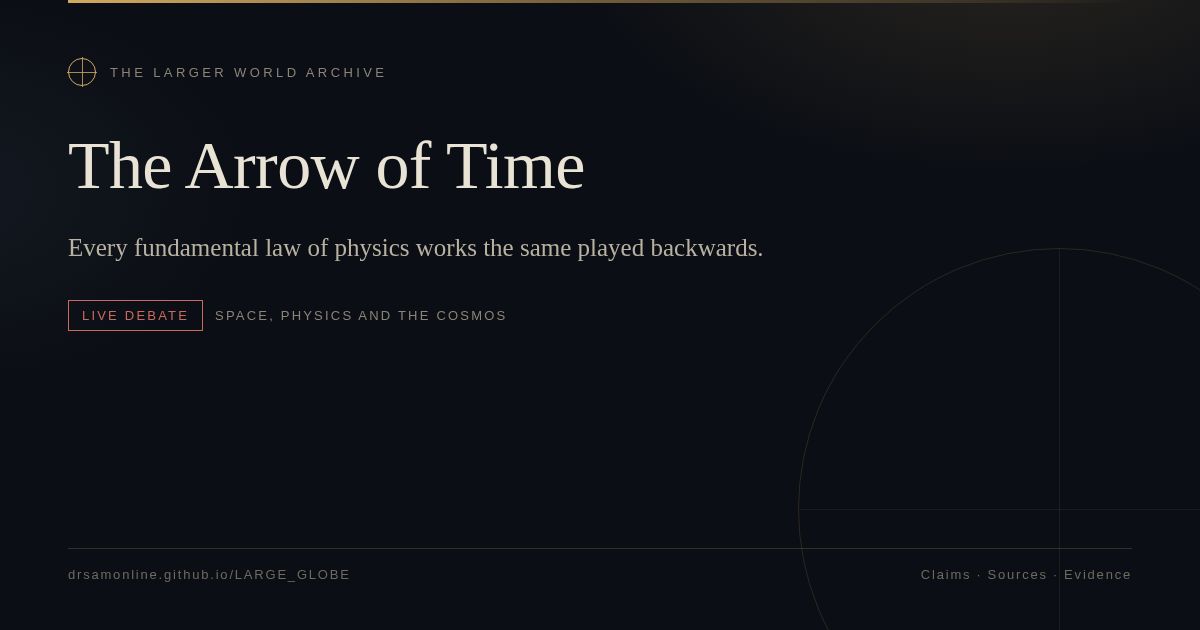 THE LARGER WORLD ARCHIVE
The Arrow of Time
Every fundamental law of physics works the same played backwards.
LIVE DEBATE SPACE, PHYSICS AND THE COSMOS
drsamonline.github.io/LARGE_GLOBE
Claims · Sources · Evidence